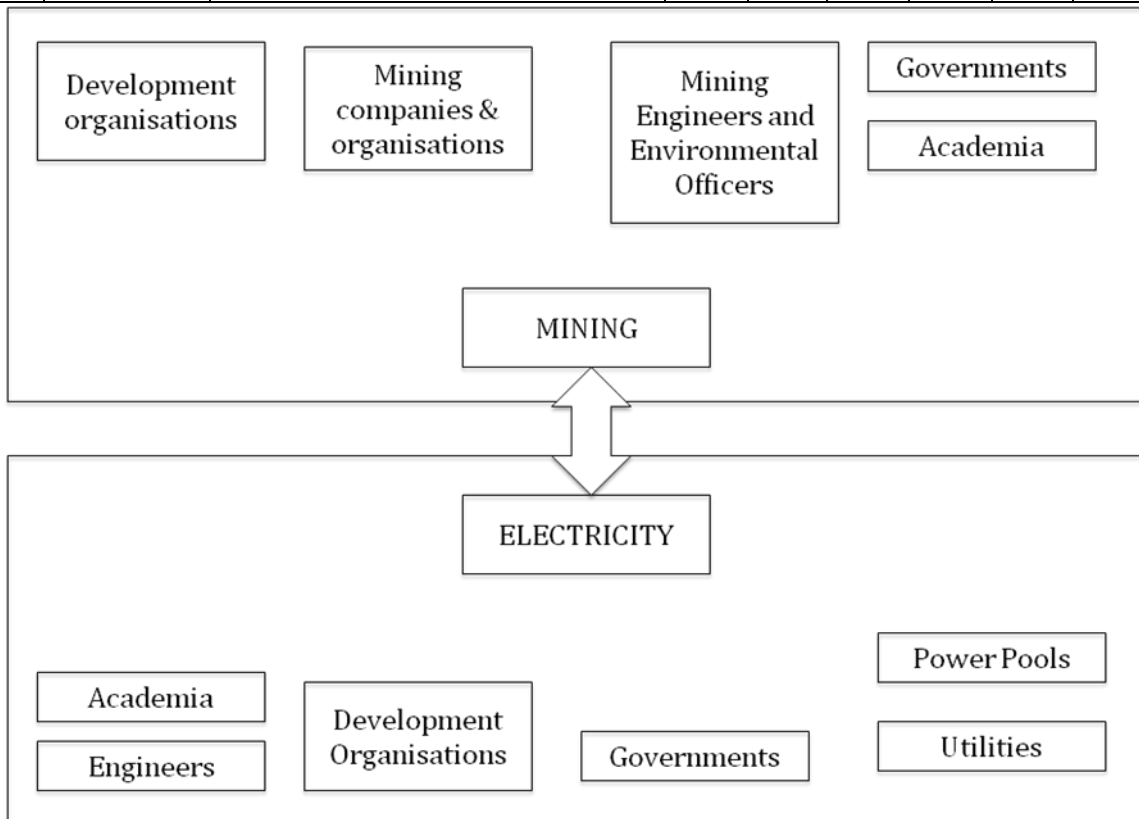 Development
organisations
Mining
companies &
organisations
Mining
Engineers and
Environmental
Officers
Governments
Academia
MINING
ELECTRICITY
Academia
Engineers
Development
Organisations
Governments
Power Pools
Utilities